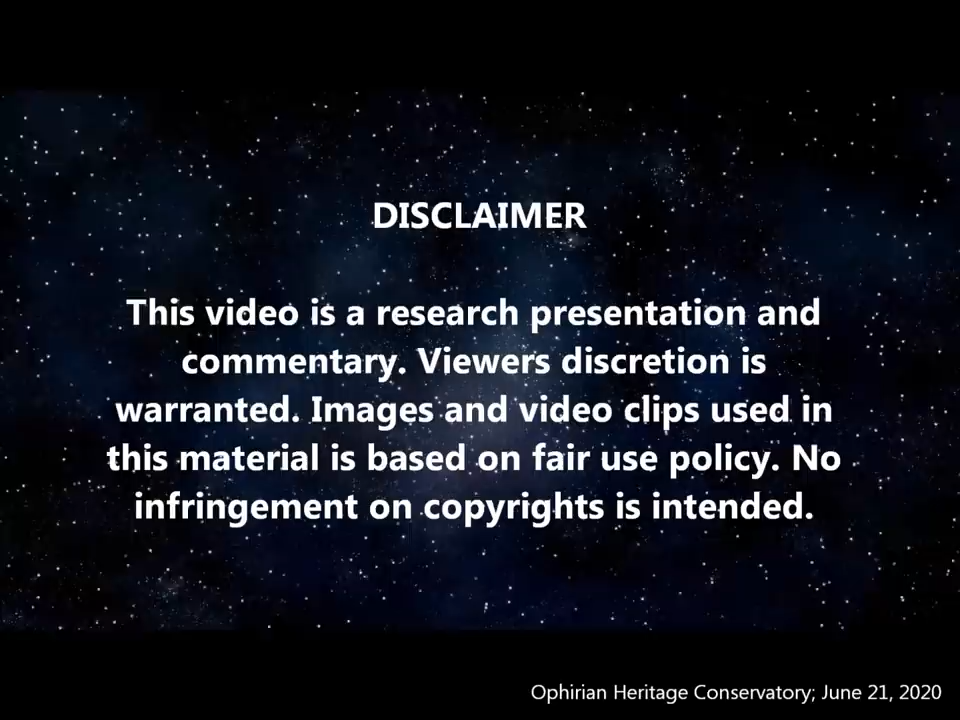 DISCLAIMER
This video is a research presentation and
commentary. Viewers discretion is
warranted. Images and video clips used in
this material is based on fair use policy. No
infringement on copyrights is intended.
Ophirian Heritage Conservatory; June 21, 2020